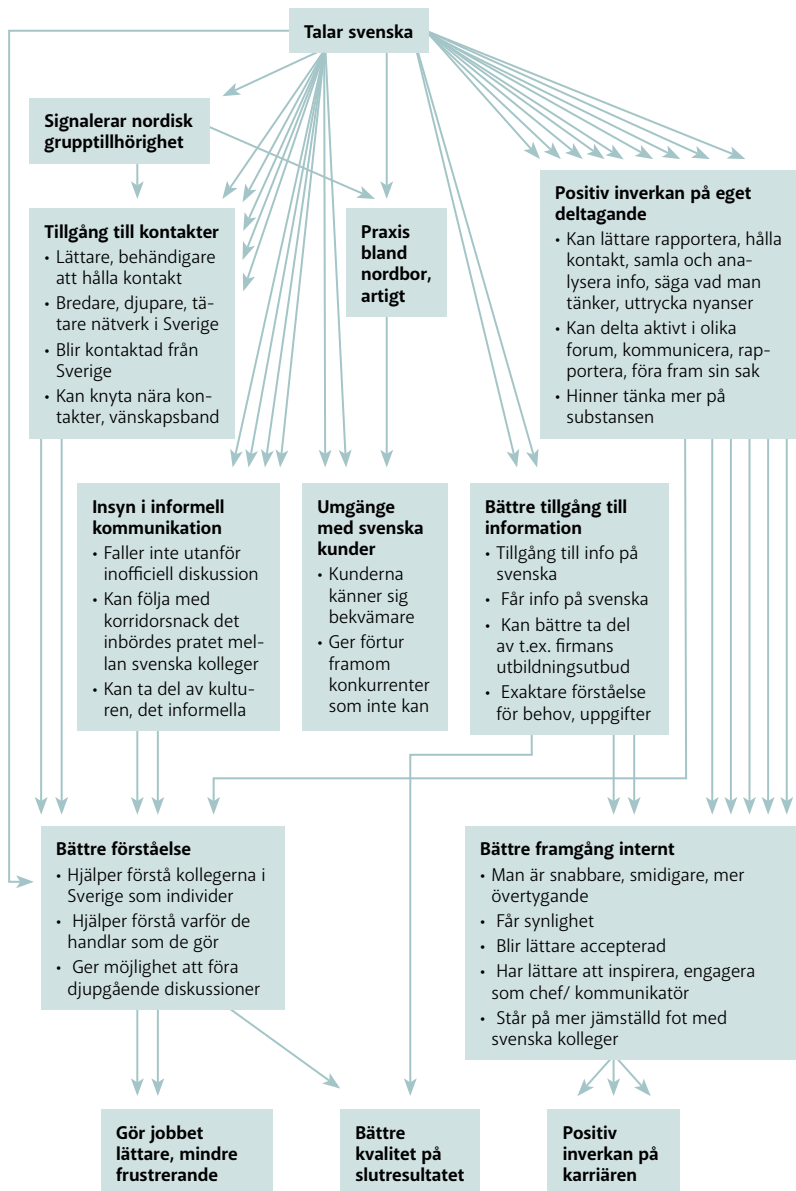 Talar svenska
Signalerar nordisk
grupptillhörighet
Tillgång till kontakter
• Lättare, behändigare
att hålla kontakt
• Bredare, djupare, tä-
tare nätverk i Sverige
• Blir kontaktad från
Sverige
• Kan knyta nära kon-
takter, vänskapsband
Praxis
bland
nordbor,
artigt
Positiv inverkan på eget
deltagande
• Kan lättare rapportera, hålla
kontakt, samla och ana-
lysera info, säga vad man
tänker, uttrycka nyanser
• Kan delta aktivt i olika
forum, kommunicera, rap-
portera, föra fram sin sak
• Hinner tänka mer på
substansen
Insyn i informell
kommunikation
• Faller inte utanför
inofficiell diskussion
• Kan följa med
korridorsnack det
inbördes pratet mel-
lan svenska kolleger
• Kan ta del av kultu-
ren, det informella
Umgänge
med svenska
kunder
• Kunderna
känner sig
bekvämare
• Ger förtur
framom
konkurrenter
som inte kan
Bättre tillgång till
information
• Tillgång till info på
svenska
• Får info på svenska
• Kan bättre ta del
av t.ex. firmans
utbildningsutbud
• Exaktare förståelse
för behov, uppgifter
Bättre förståelse
• Hjälper förstå kollegerna i
Sverige som individer
• Hjälper förstå varför de
handlar som de gör
• Ger möjlighet att föra
djupgående diskussioner
Bättre framgång internt
• Man är snabbare, smidigare, mer
övertygande
• Får synlighet
• Blir lättare accepterad
• Har lättare att inspirera, engagera
som chef/ kommunikatör
• Står på mer jämställd fot med
svenska kolleger
Gör jobbet
lättare, mindre
frustrerande
Bättre
kvalitet på
slutresultatet
Positiv
inverkan på
karriären